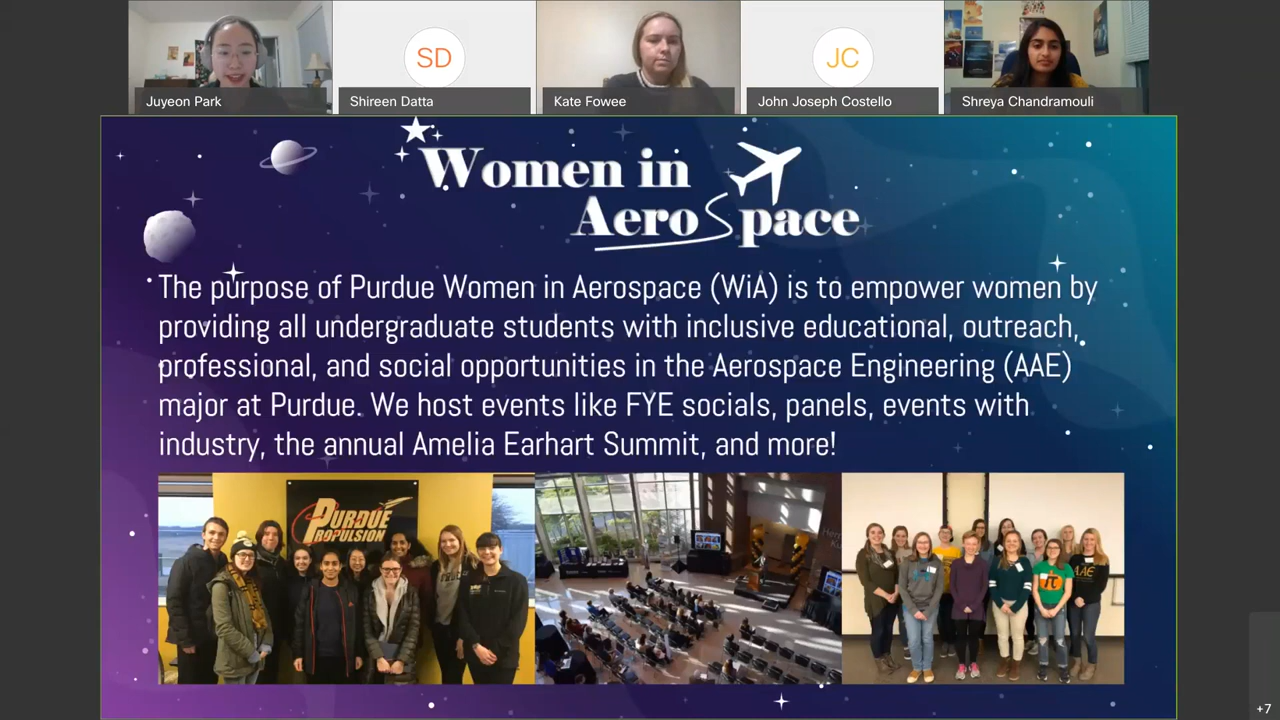 SD
JC
Juyeon Park
Shireen Datta
Kate Fowee
John Joseph Costello
Shreya Chandramouli
Women in
AeroSpace
The purpose of Purdue Women in Aerospace (WiA) is to empower women by
providing all undergraduate students with inclusive educational, outreach,
professional, and social opportunities in the Aerospace Engineering (AAE)
major at Purdue. We host events like FYE socials, panels, events with
industry, the annual Amelia Earhart Summit, and more!
PURDUE
PROPULSION
π
AAE
+7